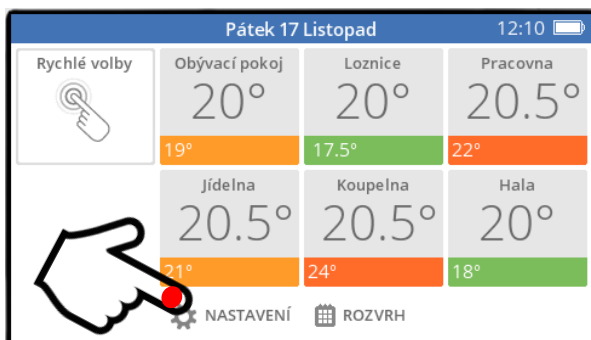 Pátek 17 Listopad 12:10
Rychlé volby
Obývací pokoj
20°
19°
Loznice
20°
17.5°
Pracovna
20.5°
22°
Jídelna
20.5°
21°
Koupelna
20.5°
24°
Hala
20°
18°
NASTAVENÍ ROZVRH